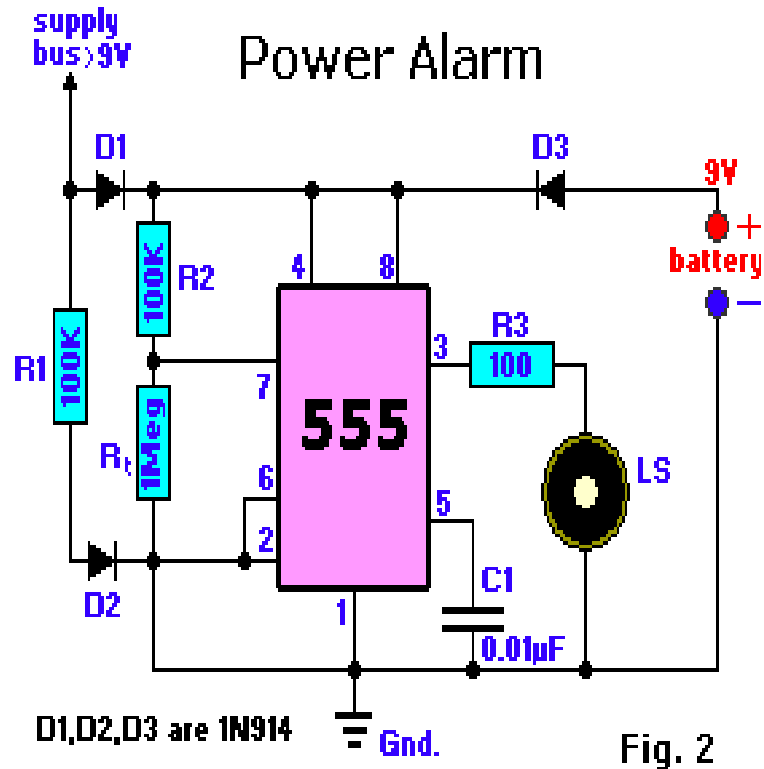 supply
bus>9V
Power Alarm
D1
D3
9V
+
battery
−
100K
R2
4
8
R1
100K
7
3
R3
100
555
Rt
1Meg
6
5
LS
2
D2
C1
1
0.01µF
D1,D2,D3 are 1N914
Gnd.
Fig. 2